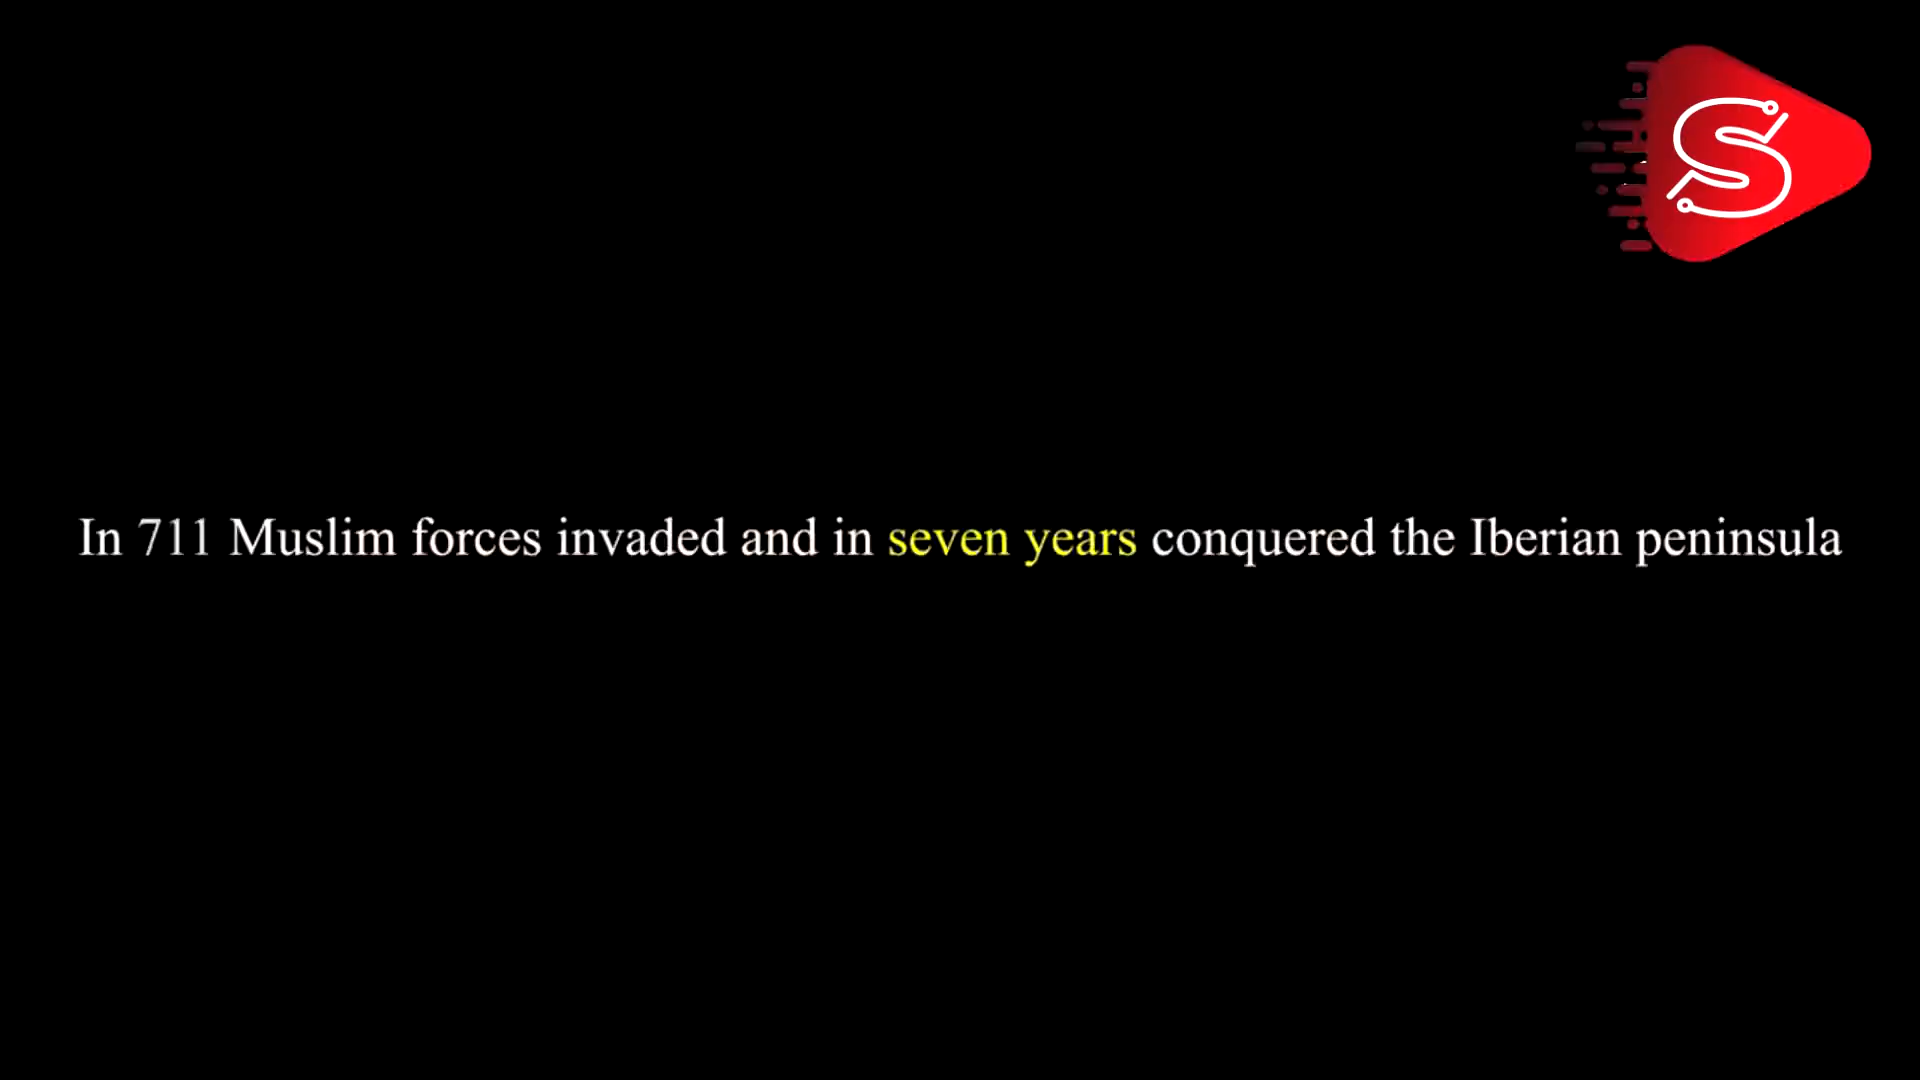 S
In 711 Muslim forces invaded and in seven years conquered the Iberian peninsula